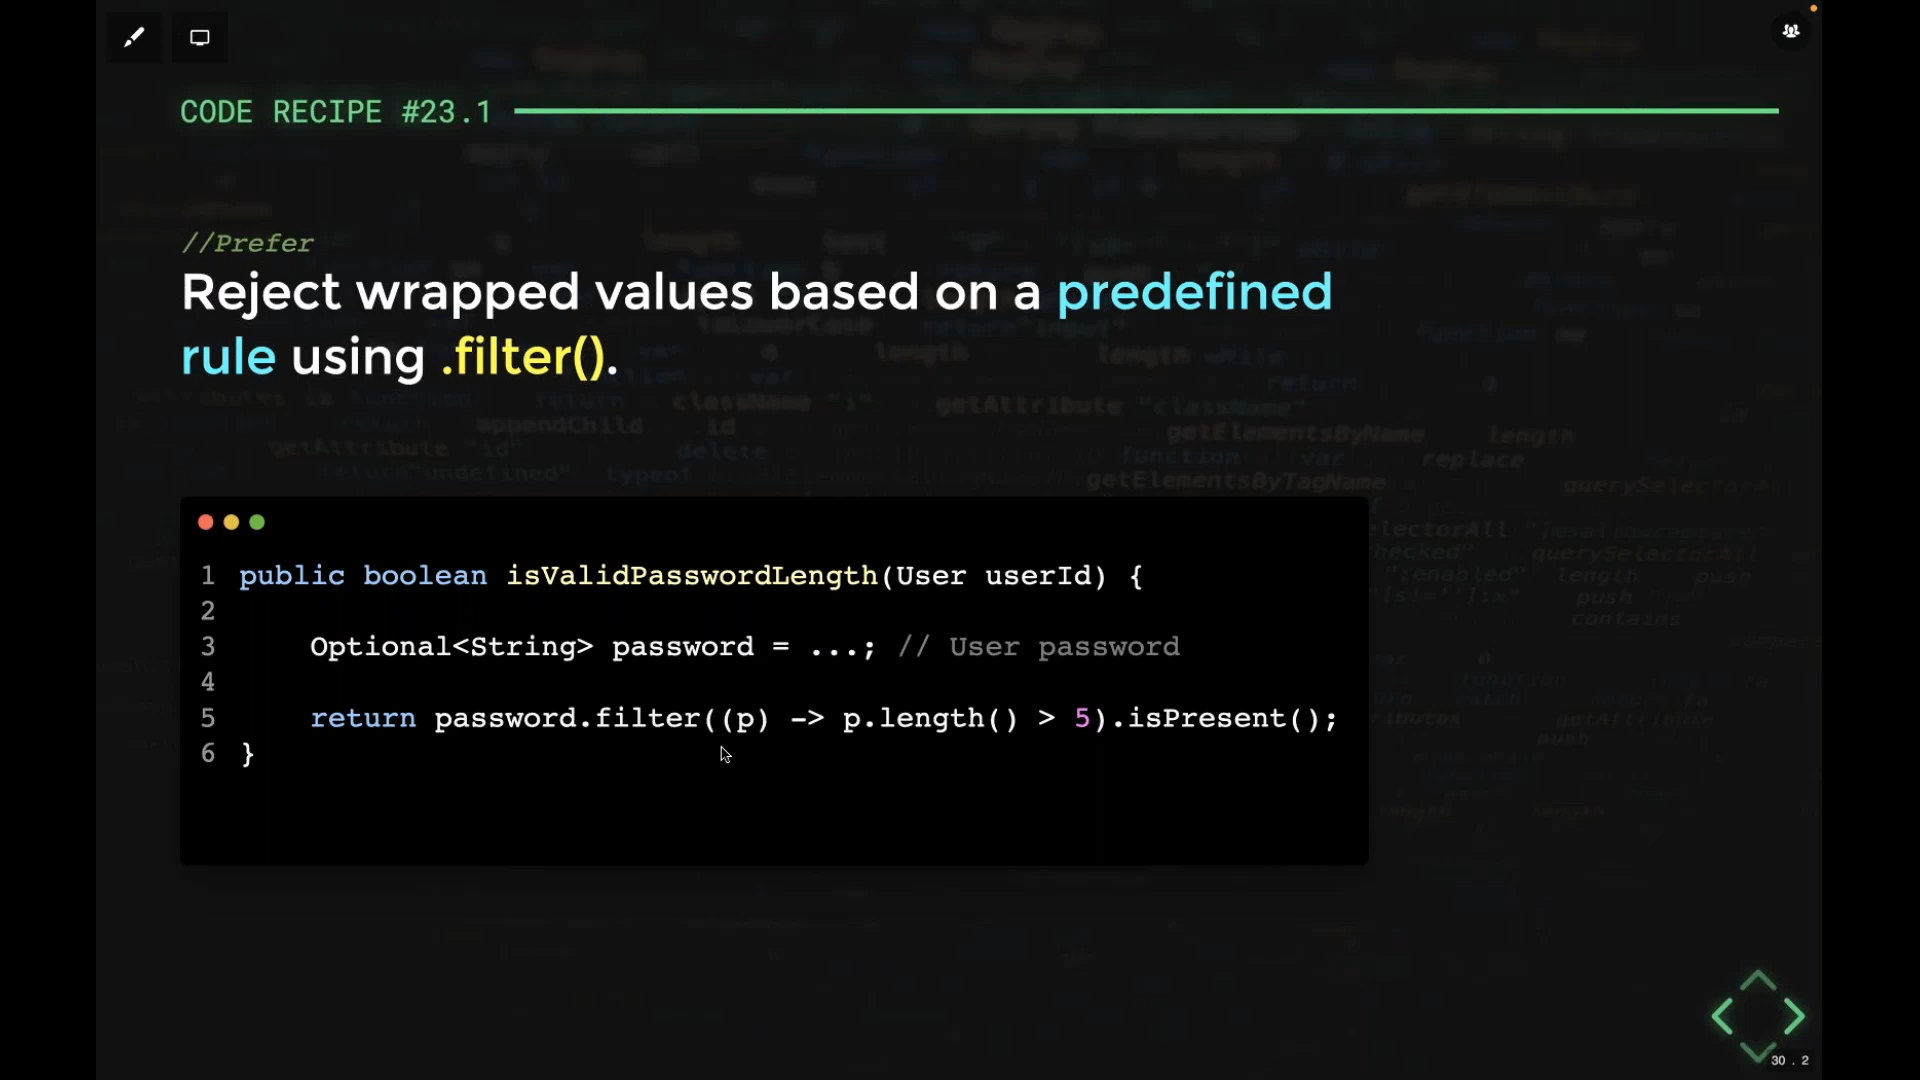 CODE RECIPE #23.1
//Prefer
Reject wrapped values based on a predefined
rule using .filter().
1 public boolean isValidPasswordLength(User userId) {
2
3     Optional<String> password = ...; // User password
4
5     return password.filter((p) -> p.length() > 5).isPresent();
6 }
30 . 2